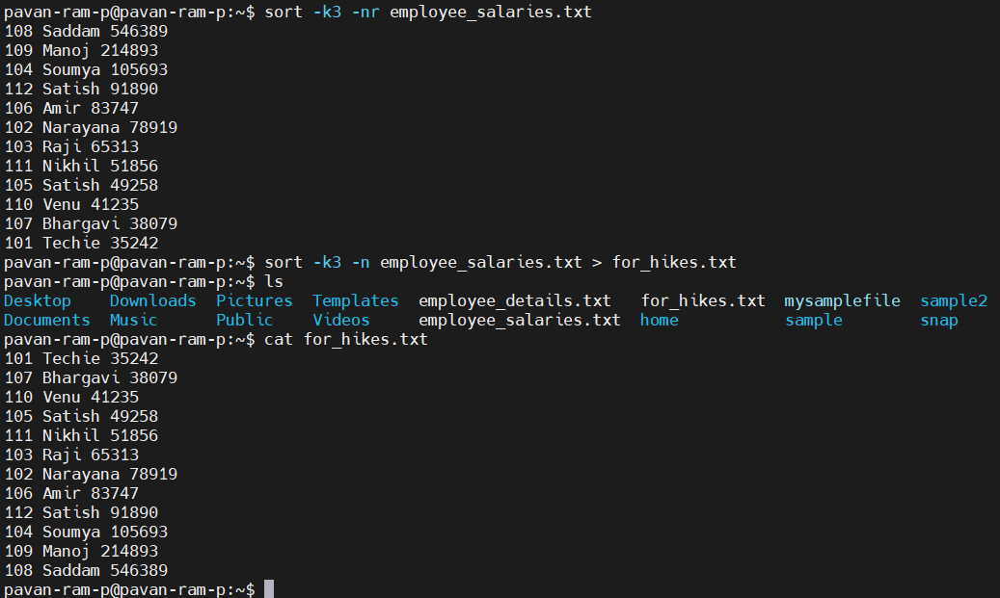 pavan-ram-p@pavan-ram-p:~$ sort -k3 -nr employee_salaries.txt
108 Saddam 546389
109 Manoj 214893
104 Soumya 105693
112 Satish 91890
106 Amir 83747
102 Narayana 78919
103 Raji 65313
111 Nikhil 51856
105 Satish 49258
110 Venu 41235
107 Bhargavi 38079
101 Techie 35242
pavan-ram-p@pavan-ram-p:~$ sort -k3 -n employee_salaries.txt > for_hikes.txt
pavan-ram-p@pavan-ram-p:~$ ls
Desktop    Downloads  Pictures  Templates  employee_details.txt   for_hikes.txt  mysamplefile  sample2
Documents  Music      Public    Videos     employee_salaries.txt  home           sample        snap
pavan-ram-p@pavan-ram-p:~$ cat for_hikes.txt
101 Techie 35242
107 Bhargavi 38079
110 Venu 41235
105 Satish 49258
111 Nikhil 51856
103 Raji 65313
102 Narayana 78919
106 Amir 83747
112 Satish 91890
104 Soumya 105693
109 Manoj 214893
108 Saddam 546389
pavan-ram-p@pavan-ram-p:~$